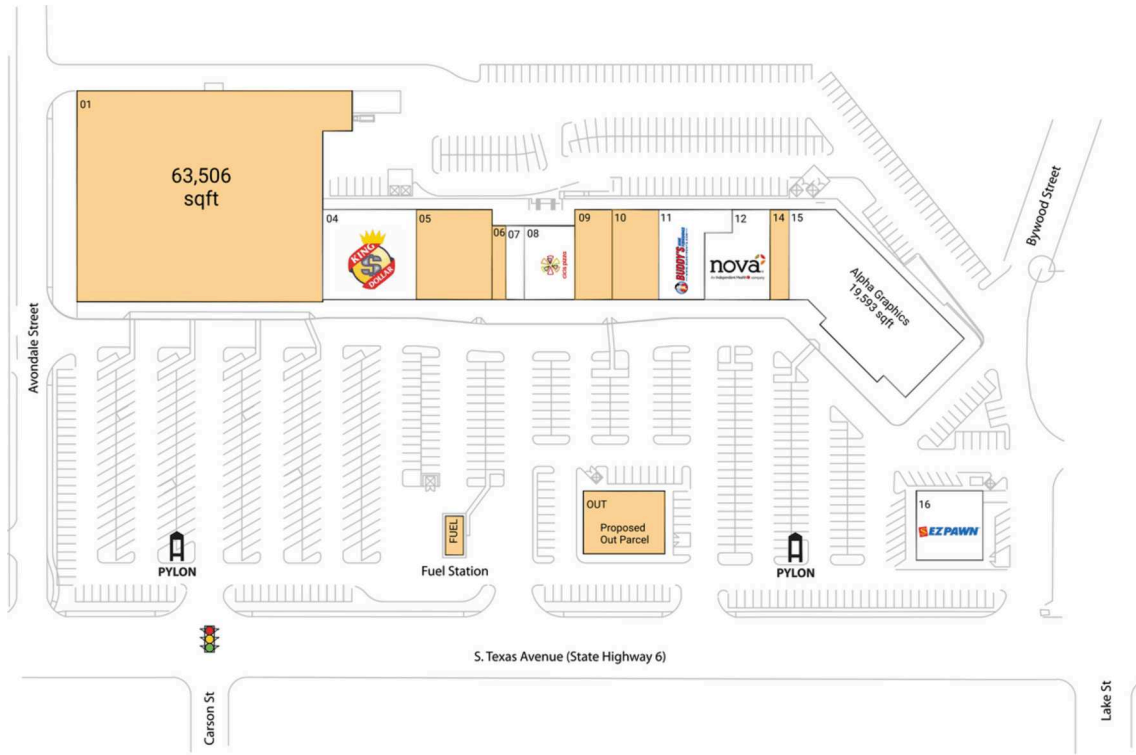 01
63,506
sqft
04
KING
$
DOLLAR
05
06
07
08
cicis pizza
09
10
11
BUDDY'S
12
nova
14
15
Alpha Graphics
19,593 sqft
Bywood Street
Avondale Street
OUT
Proposed
Out Parcel
16
EZPAWN
FUEL
Fuel Station
PYLON
PYLON
S. Texas Avenue (State Highway 6)
Carson St
Lake St